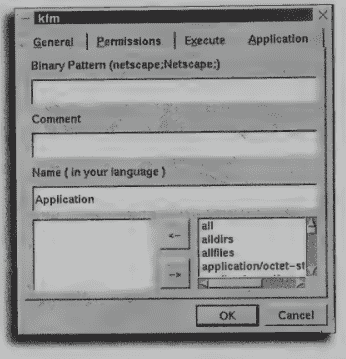 kfm
General Permissions Execute Application
Binary Pattern (netscape;Netscape;)
Comment
Name ( in your language )
Application
<-
all
alldirs
allfiles
-->
application/octet-st
OK Cancel